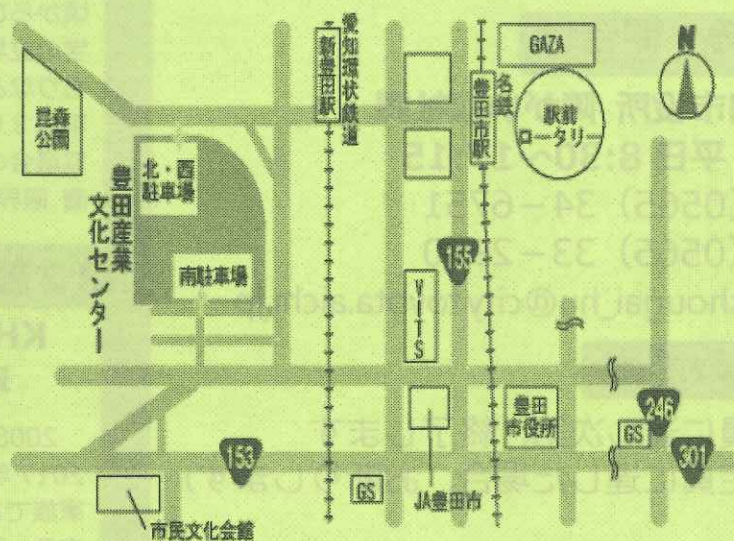 GAZA
N
駅前
ロータリー
名鉄
豊田市駅
愛知環状鉄道
新豊田駅
毘森
公園
北・西
駐車場
豊田産業
文化センター
南駐車場
155
VITS
豊田
市役所
246
GS
301
153
GS
JA豊田市
市民文化会館